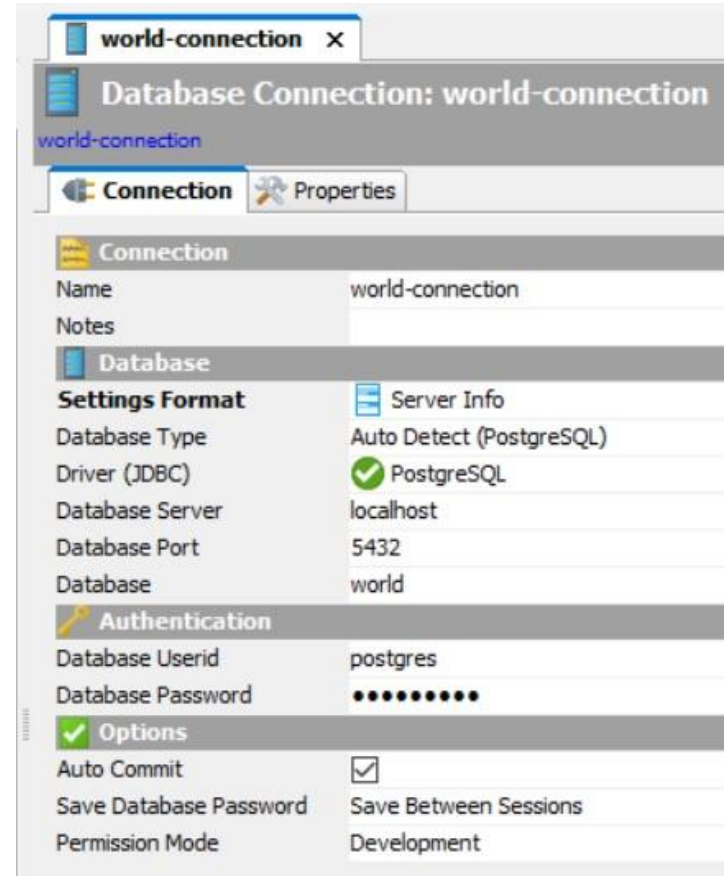 world-connection ×
Database Connection: world-connection
world-connection
Connection Properties
Connection
Name world-connection
Notes
Database
Settings Format Server Info
Database Type Auto Detect (PostgreSQL)
Driver (JDBC) PostgreSQL
Database Server localhost
Database Port 5432
Database world
Authentication
Database Userid postgres
Database Password •••••••••
Options
Auto Commit
Save Database Password Save Between Sessions
Permission Mode Development